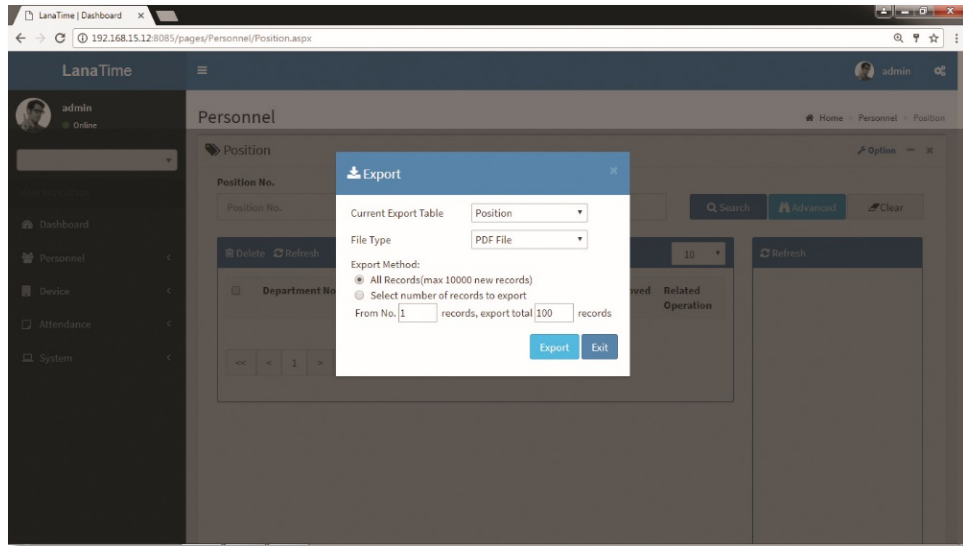 LanaTime | Dashboard
192.168.15.12:8085/pages/Personnel/Position.aspx
LanaTime
admin
admin
Online
Personnel
Home > Personnel > Position
Position
Option
Position No.
Position No.
Search
Advanced
Clear
Dashboard
Personnel
Device
Attendance
System
Delete
Refresh
10
Refresh
Department No
Related
Operation
<< < 1 >
Export
Current Export Table
Position
File Type
PDF File
Export Method:
All Records(max 10000 new records)
Select number of records to export
From No. 1 records, export total 100 records
Export
Exit